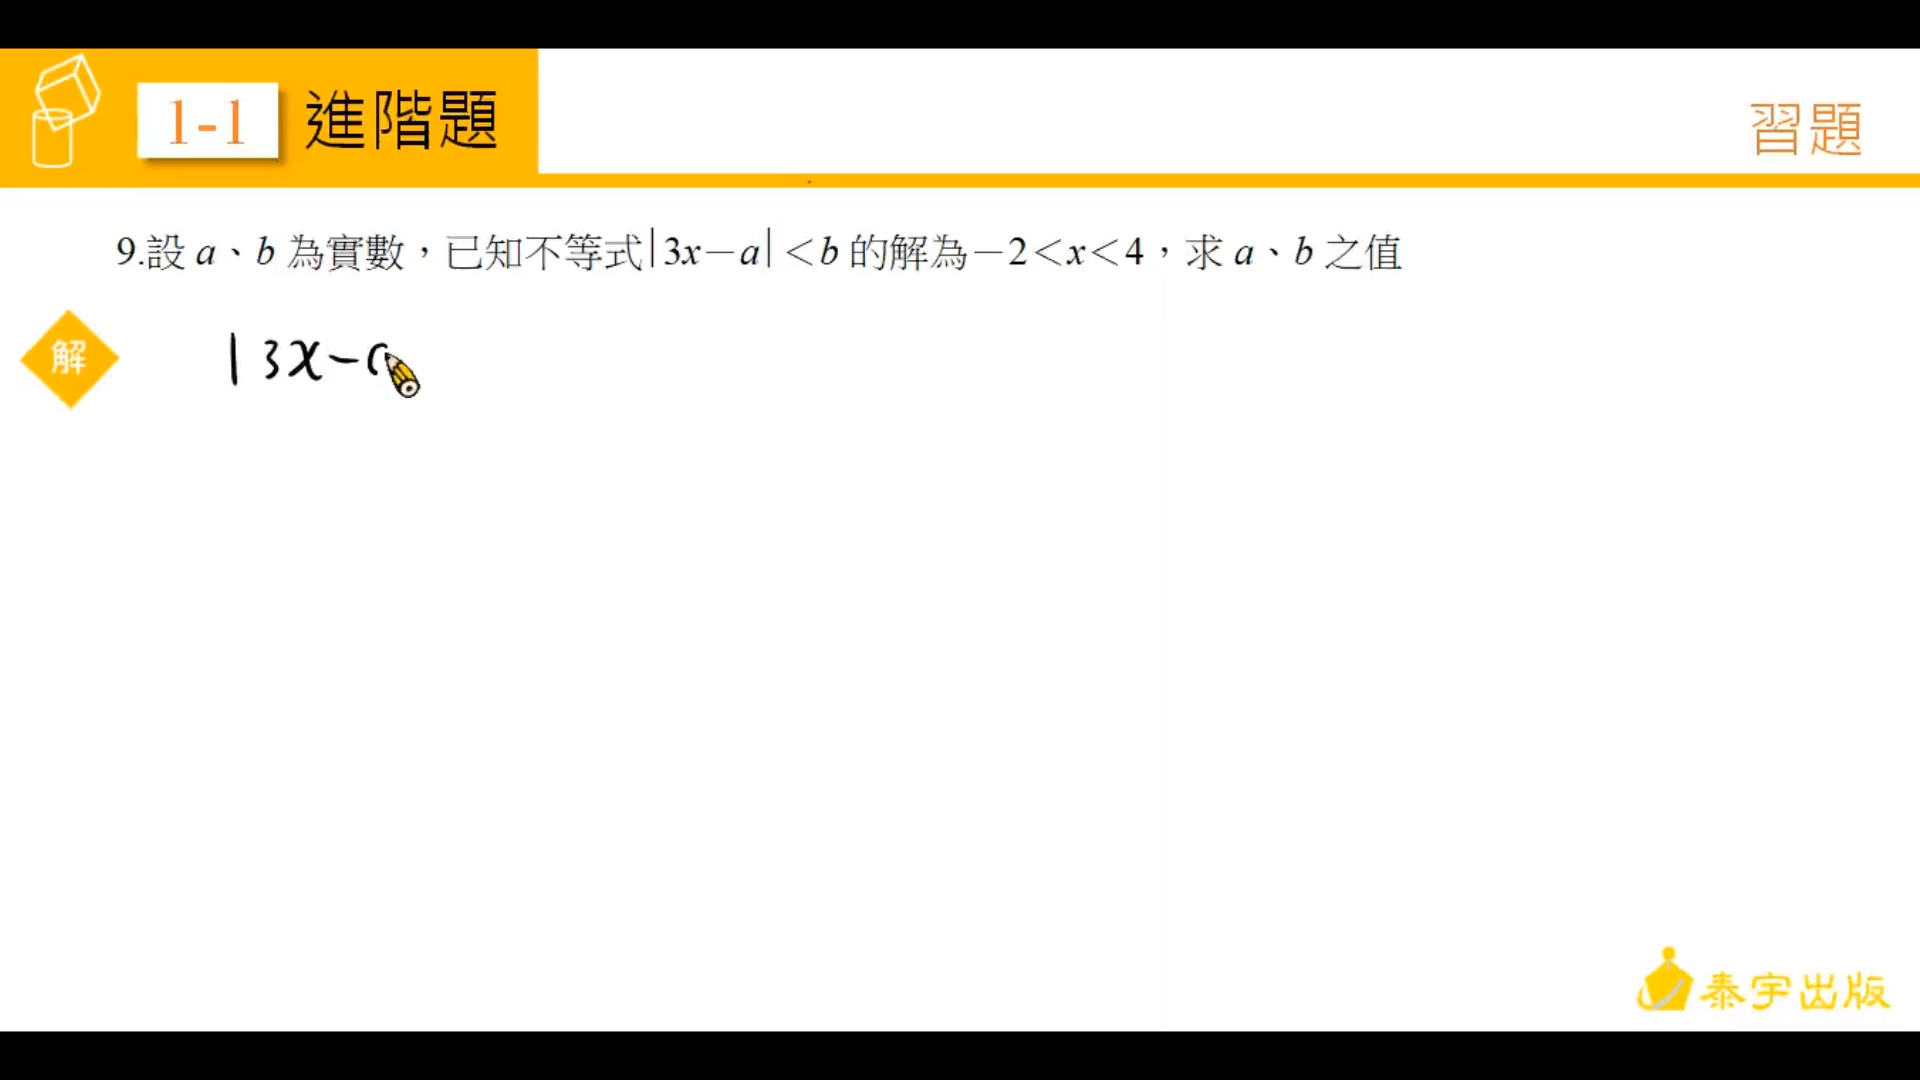 1-1 進階題
習題
9.設 a、b 為實數，已知不等式|3x－a|＜b 的解為－2＜x＜4，求 a、b 之值
解
|3x-a
泰宇出版